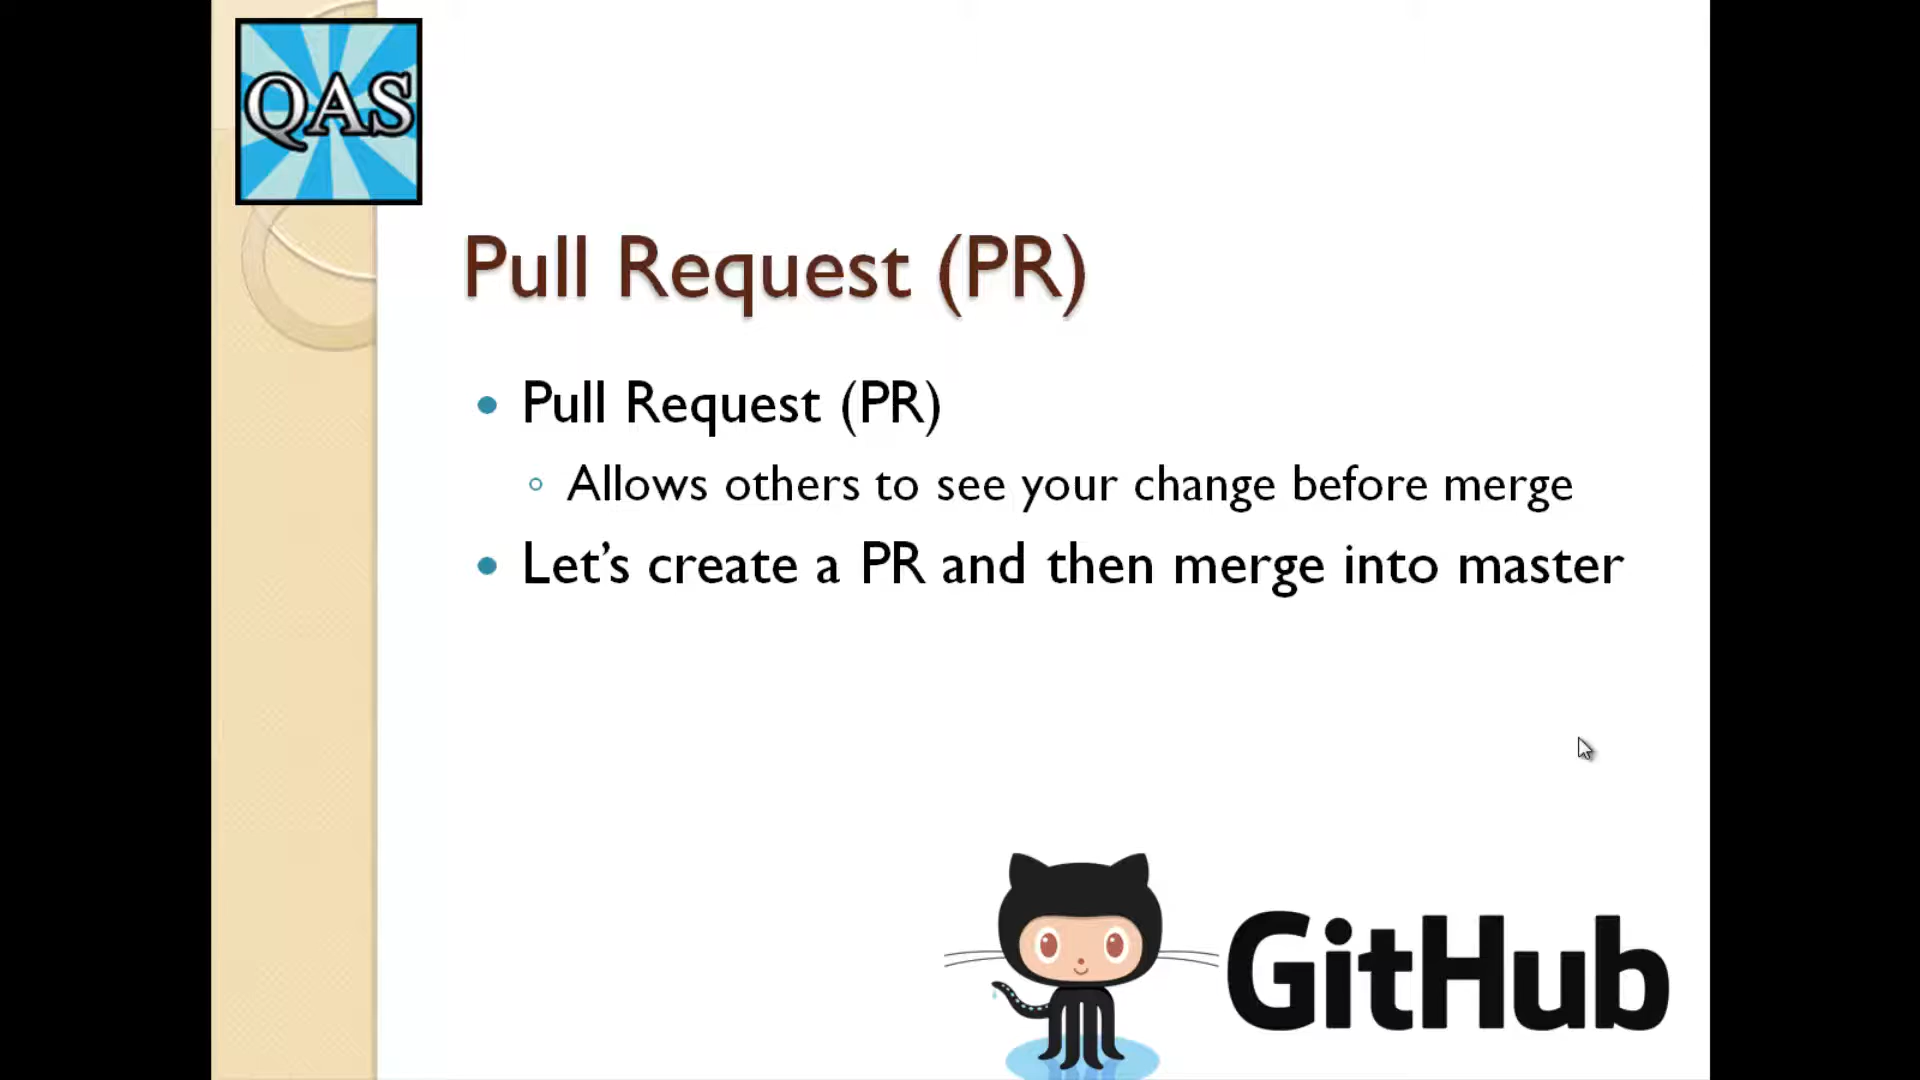 QAS
Pull Request (PR)
Pull Request (PR)
Allows others to see your change before merge
Let’s create a PR and then merge into master
GitHub